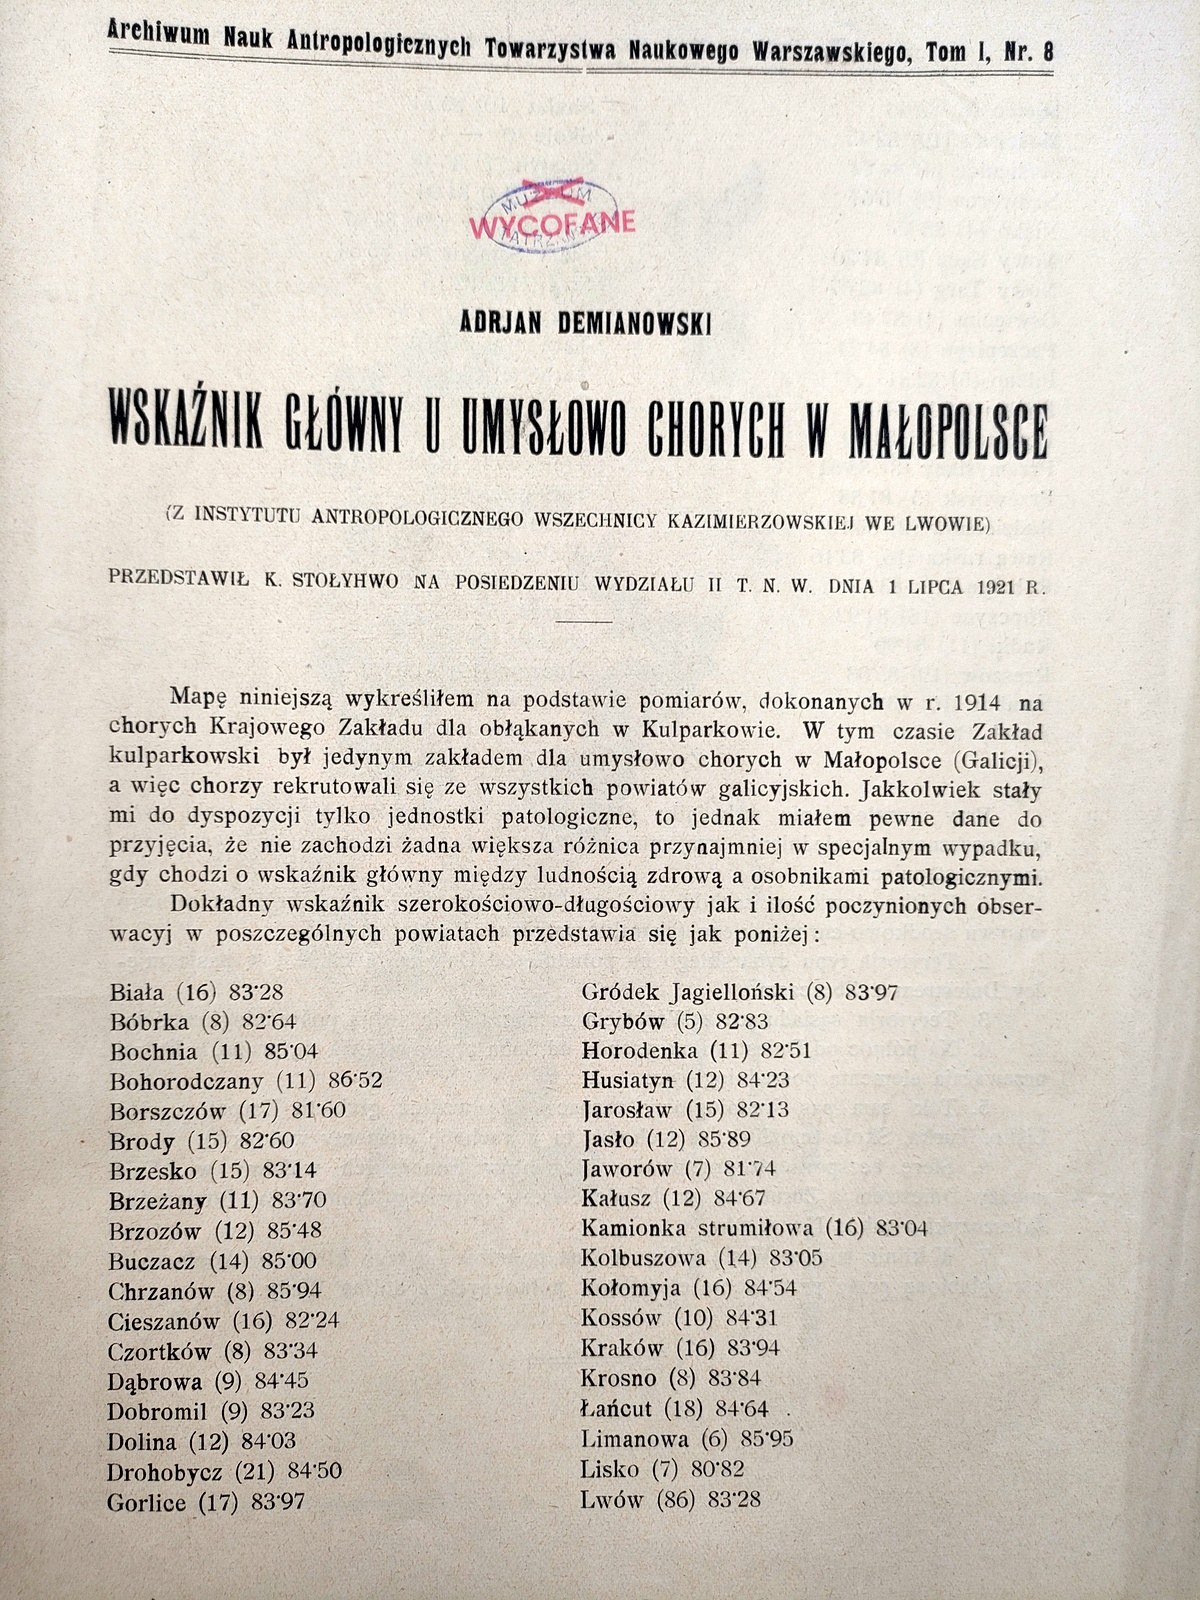 Archiwum Nauk Antropologicznych Towarzystwa Naukowego Warszawskiego, Tom I, Nr. 8
WYCOFANE
ADRJAN DEMIANOWSKI
WSKAŹNIK GŁÓWNY U UMYSŁOWO CHORYCH W MAŁOPOLSCE
(Z INSTYTUTU ANTROPOLOGICZNEGO WSZECHNICY KAZIMIERZOWSKIEJ WE LWOWIE)
PRZEDSTAWIŁ K. STOŁYHWO NA POSIEDZENIU WYDZIAŁU II T. N. W. DNIA 1 LIPCA 1921 R.
Mapę niniejszą wykreśliłem na podstawie pomiarów, dokonanych w r. 1914 na
chorych Krajowego Zakładu dla obłąkanych w Kulparkowie. W tym czasie Zakład
kulparkowski był jedynym zakładem dla umysłowo chorych w Małopolsce (Galicji),
a więc chorzy rekrutowali się ze wszystkich powiatów galicyjskich. Jakkolwiek stały
mi do dyspozycji tylko jednostki patologiczne, to jednak miałem pewne dane do
przyjęcia, że nie zachodzi żadna większa różnica przynajmniej w specjalnym wypadku,
gdy chodzi o wskaźnik główny między ludnością zdrową a osobnikami patologicznymi.
Dokładny wskaźnik szerokościowo-długościowy jak i ilość poczynionych obser-
wacyj w poszczególnych powiatach przedstawia się jak poniżej:
Biała (16) 83·28
Bóbrka (8) 82·64
Bochnia (11) 85·04
Bohorodczany (11) 86·52
Borszczów (17) 81·60
Brody (15) 82·60
Brzesko (15) 83·14
Brzeżany (11) 83·70
Brzozów (12) 85·48
Buczacz (14) 85·00
Chrzanów (8) 85·94
Cieszanów (16) 82·24
Czortków (8) 83·34
Dąbrowa (9) 84·45
Dobromil (9) 83·23
Dolina (12) 84·03
Drohobycz (21) 84·50
Gorlice (17) 83·97
Gródek Jagielloński (8) 83·97
Grybów (5) 82·83
Horodenka (11) 82·51
Husiatyn (12) 84·23
Jarosław (15) 82·13
Jasło (12) 85·89
Jaworów (7) 81·74
Kałusz (12) 84·67
Kamionka strumiłowa (16) 83·04
Kolbuszowa (14) 83·05
Kołomyja (16) 84·54
Kossów (10) 84·31
Kraków (16) 83·94
Krosno (8) 83·84
Łańcut (18) 84·64
Limanowa (6) 85·95
Lisko (7) 80·82
Lwów (86) 83·28